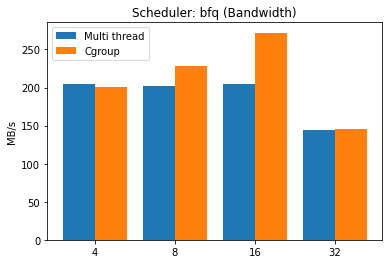 Scheduler: bfq (Bandwidth)
Multi thread
Cgroup
MB/s
250
200
150
100
50
0
4 8 16 32